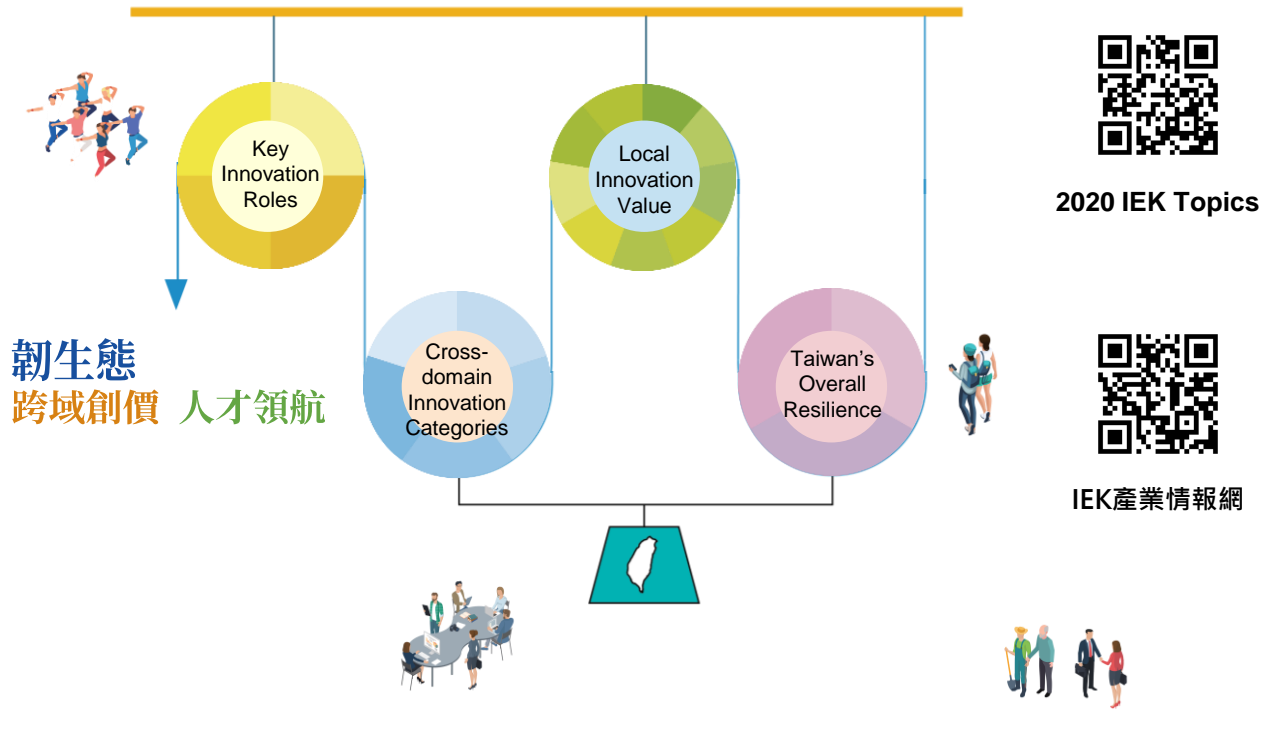 Key
Innovation
Roles
Local
Innovation
Value
2020 IEK Topics
韌生態
跨域創價 人才領航
Cross-
domain
Innovation
Categories
Taiwan’s
Overall
Resilience
IEK產業情報網